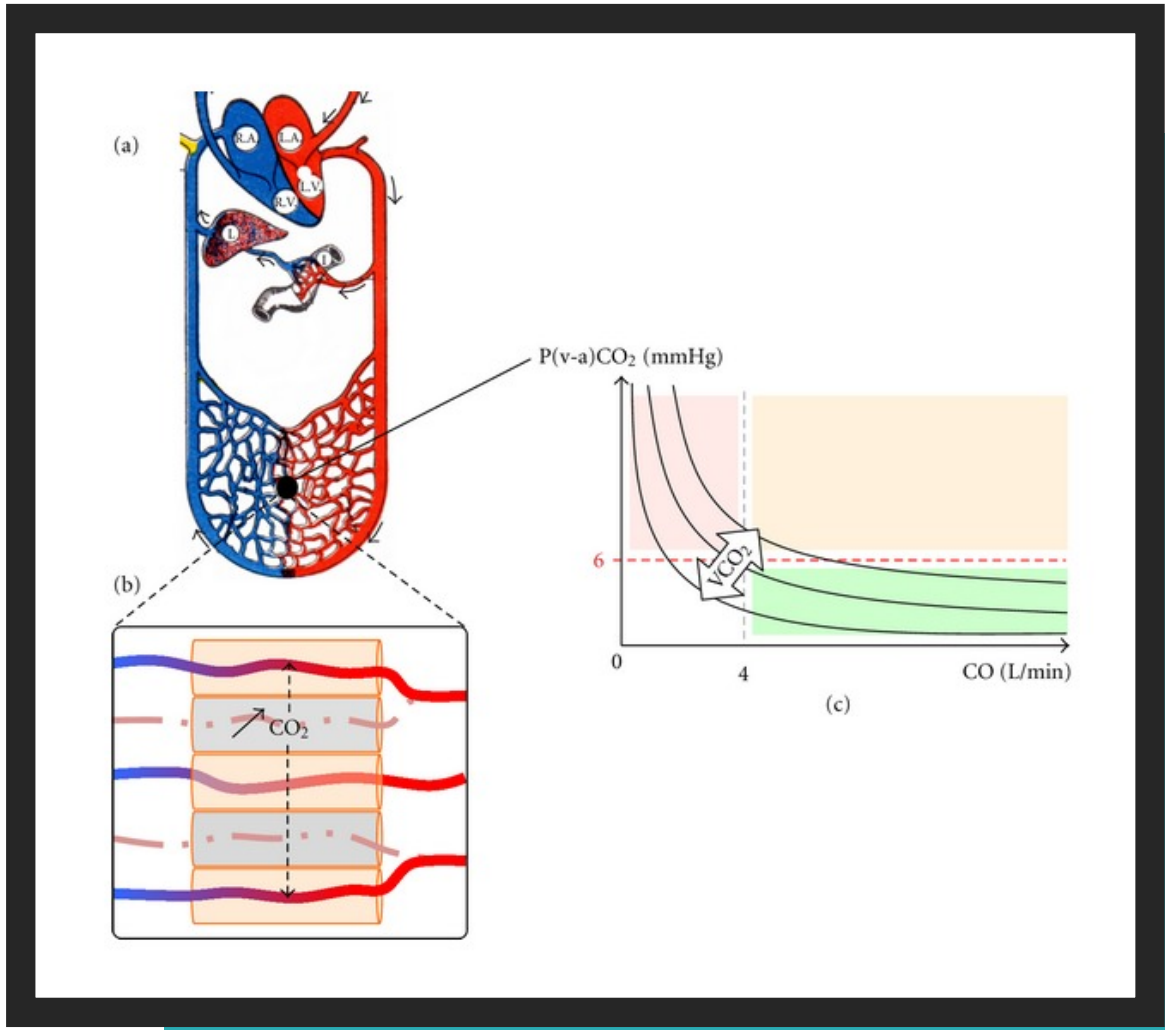 (a)
R.A.
L.A.
L.V.
R.V.
L
I
P(v-a)CO₂ (mmHg)
6
VCO₂
0
4
CO (L/min)
(c)
(b)
CO₂